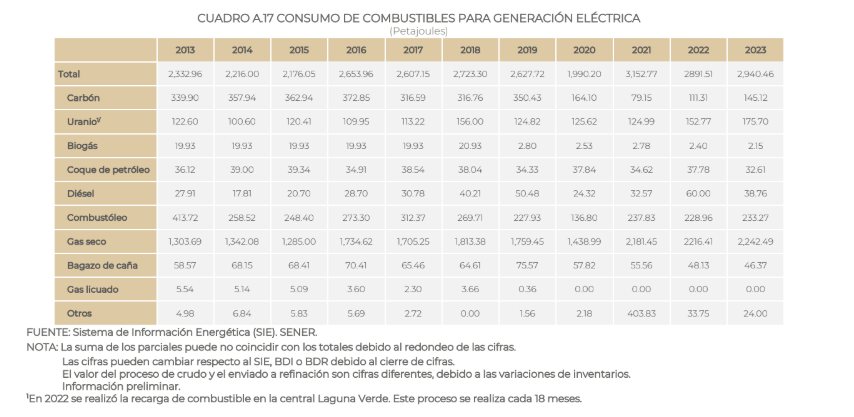 CUADRO A.17 CONSUMO DE COMBUSTIBLES PARA GENERACIÓN ELÉCTRICA
(Petajoules)
2013 2014 2015 2016 2017 2018 2019 2020 2021 2022 2023
Total 2,332.96 2,216.00 2,176.05 2,653.96 2,607.15 2,723.30 2,627.72 1,990.20 3,152.77 2891.51 2,940.46
Carbón 339.90 357.94 362.94 372.85 316.59 316.76 350.43 164.10 79.15 111.31 145.12
Uranio¹⁄ 122.60 100.60 120.41 109.95 113.22 156.00 124.82 125.62 124.99 152.77 175.70
Biogás 19.93 19.93 19.93 19.93 19.93 20.93 2.80 2.53 2.78 2.40 2.15
Coque de petróleo 36.12 39.00 39.34 34.91 38.54 38.04 34.33 37.84 34.62 37.78 32.61
Diésel 27.91 17.81 20.70 28.70 30.78 40.21 50.48 24.32 32.57 60.00 38.76
Combustóleo 413.72 258.52 248.40 273.30 312.37 269.71 227.93 136.80 237.83 228.96 233.27
Gas seco 1,303.69 1,342.08 1,285.00 1,734.62 1,705.25 1,813.38 1,759.45 1,438.99 2,181.45 2216.41 2,242.49
Bagazo de caña 58.57 68.15 68.41 70.41 65.46 64.61 75.57 57.82 55.56 48.13 46.37
Gas licuado 5.54 5.14 5.09 3.60 2.30 3.66 0.36 0.00 0.00 0.00 0.00
Otros 4.98 6.84 5.83 5.69 2.72 0.00 1.56 2.18 403.83 33.75 24.00
FUENTE: Sistema de Información Energética (SIE). SENER.
NOTA: La suma de los parciales puede no coincidir con los totales debido al redondeo de las cifras.
Las cifras pueden cambiar respecto al SIE, BDI o BDR debido al cierre de cifras.
El valor del proceso de crudo y el enviado a refinación son cifras diferentes, debido a las variaciones de inventarios.
Información preliminar.
¹En 2022 se realizó la recarga de combustible en la central Laguna Verde. Este proceso se realiza cada 18 meses.